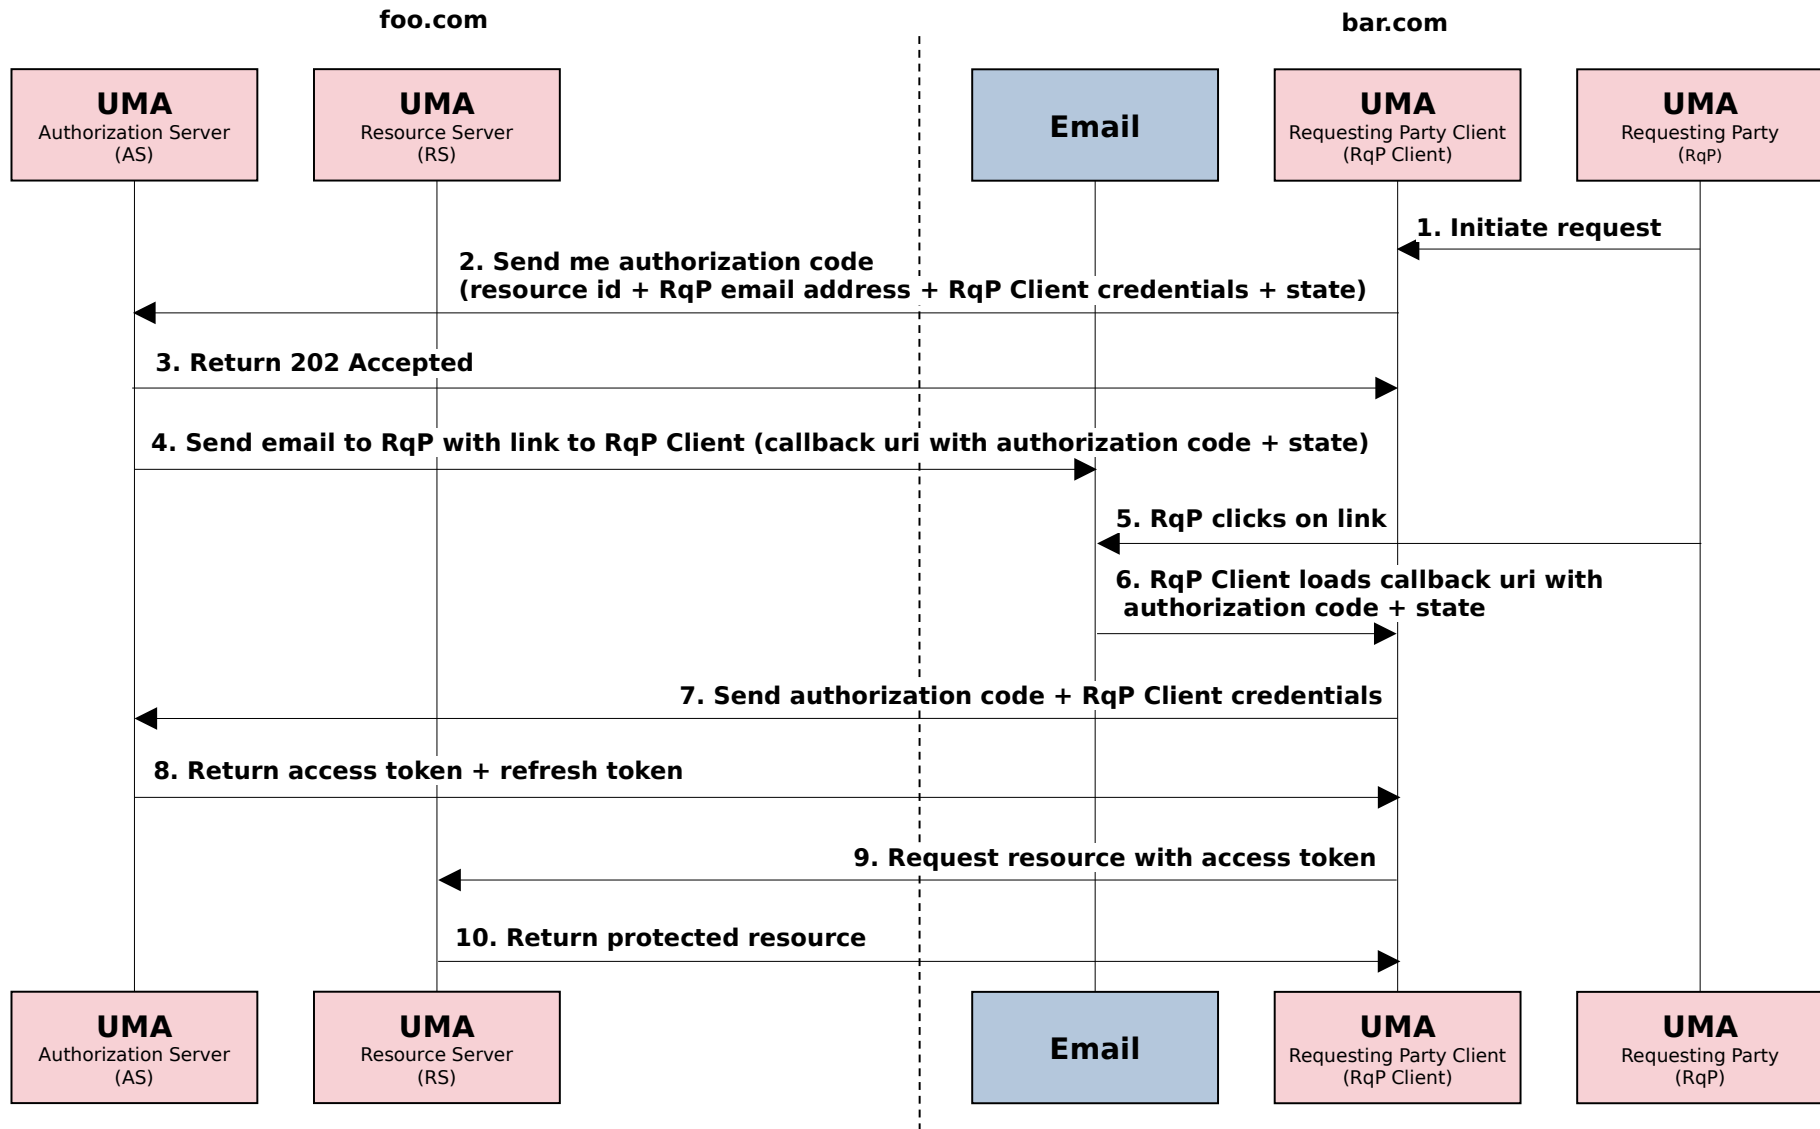 foo.com
bar.com
UMA
Authorization Server
(AS)
UMA
Resource Server
(RS)
Email
UMA
Requesting Party Client
(RqP Client)
UMA
Requesting Party
(RqP)
1. Initiate request
2. Send me authorization code
(resource id + RqP email address + RqP Client credentials + state)
3. Return 202 Accepted
4. Send email to RqP with link to RqP Client (callback uri with authorization code + state)
5. RqP clicks on link
6. RqP Client loads callback uri with
authorization code + state
7. Send authorization code + RqP Client credentials
8. Return access token + refresh token
9. Request resource with access token
10. Return protected resource
UMA
Authorization Server
(AS)
UMA
Resource Server
(RS)
Email
UMA
Requesting Party Client
(RqP Client)
UMA
Requesting Party
(RqP)